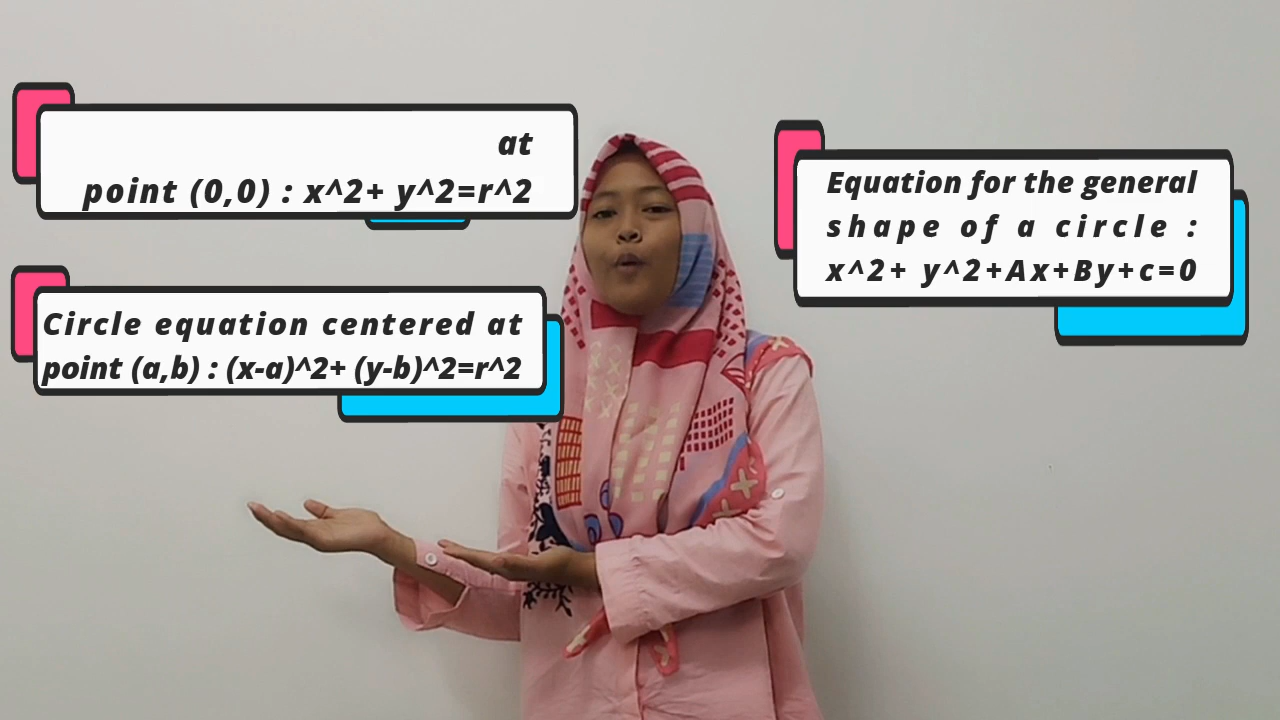 at
point (0,0) : x^2+ y^2=r^2
Circle equation centered at
point (a,b) : (x-a)^2+ (y-b)^2=r^2
Equation for the general
shape of a circle :
x^2+ y^2+Ax+By+c=0